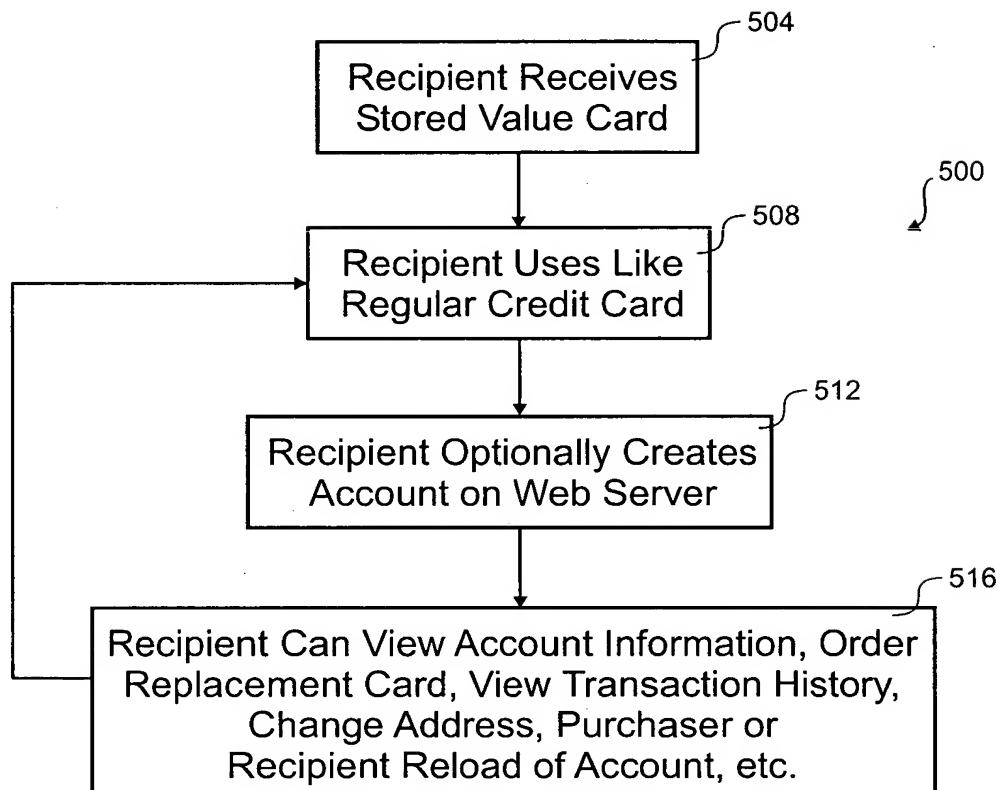 504
Recipient Receives
Stored Value Card
500
508
Recipient Uses Like
Regular Credit Card
512
Recipient Optionally Creates
Account on Web Server
516
Recipient Can View Account Information, Order
Replacement Card, View Transaction History,
Change Address, Purchaser or
Recipient Reload of Account, etc.